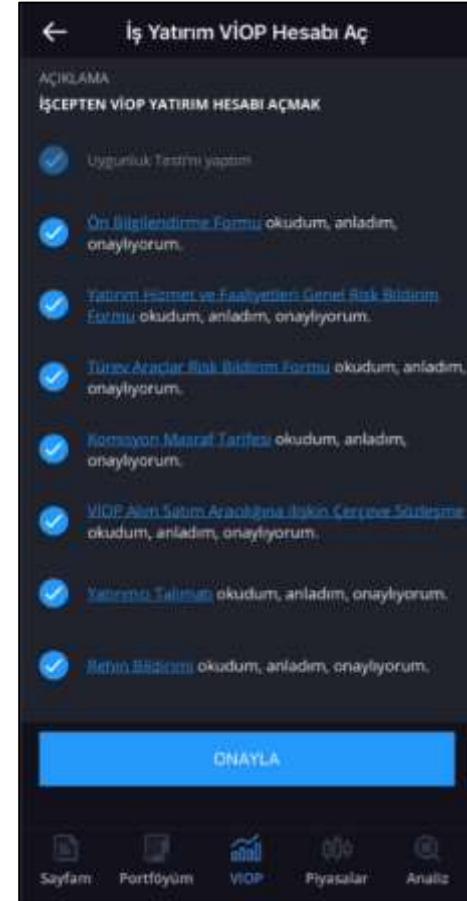 İş Yatırım VİOP Hesabı Aç
AÇIKLAMA
İŞCEPTEN VİOP YATIRIM HESABI AÇMAK
Uygunluk Testi'ni yaptım
Ön Bilgilendirme Formu okudum, anladım,
onaylıyorum.
Yatırım Hizmet ve Faaliyetleri Genel Risk Bildirim
Formu okudum, anladım, onaylıyorum.
Türev Araçlar Risk Bildirim Formu okudum, anladım,
onaylıyorum.
Komisyon Masraf Tarifesi okudum, anladım,
onaylıyorum.
VİOP Alım Satım Aracılığına İlişkin Çerçeve Sözleşme
okudum, anladım, onaylıyorum.
Yatırımcı Talimatı okudum, anladım, onaylıyorum.
Rehin Bildirimi okudum, anladım, onaylıyorum.
ONAYLA
Sayfam Portföyüm VİOP Piyasalar Analiz